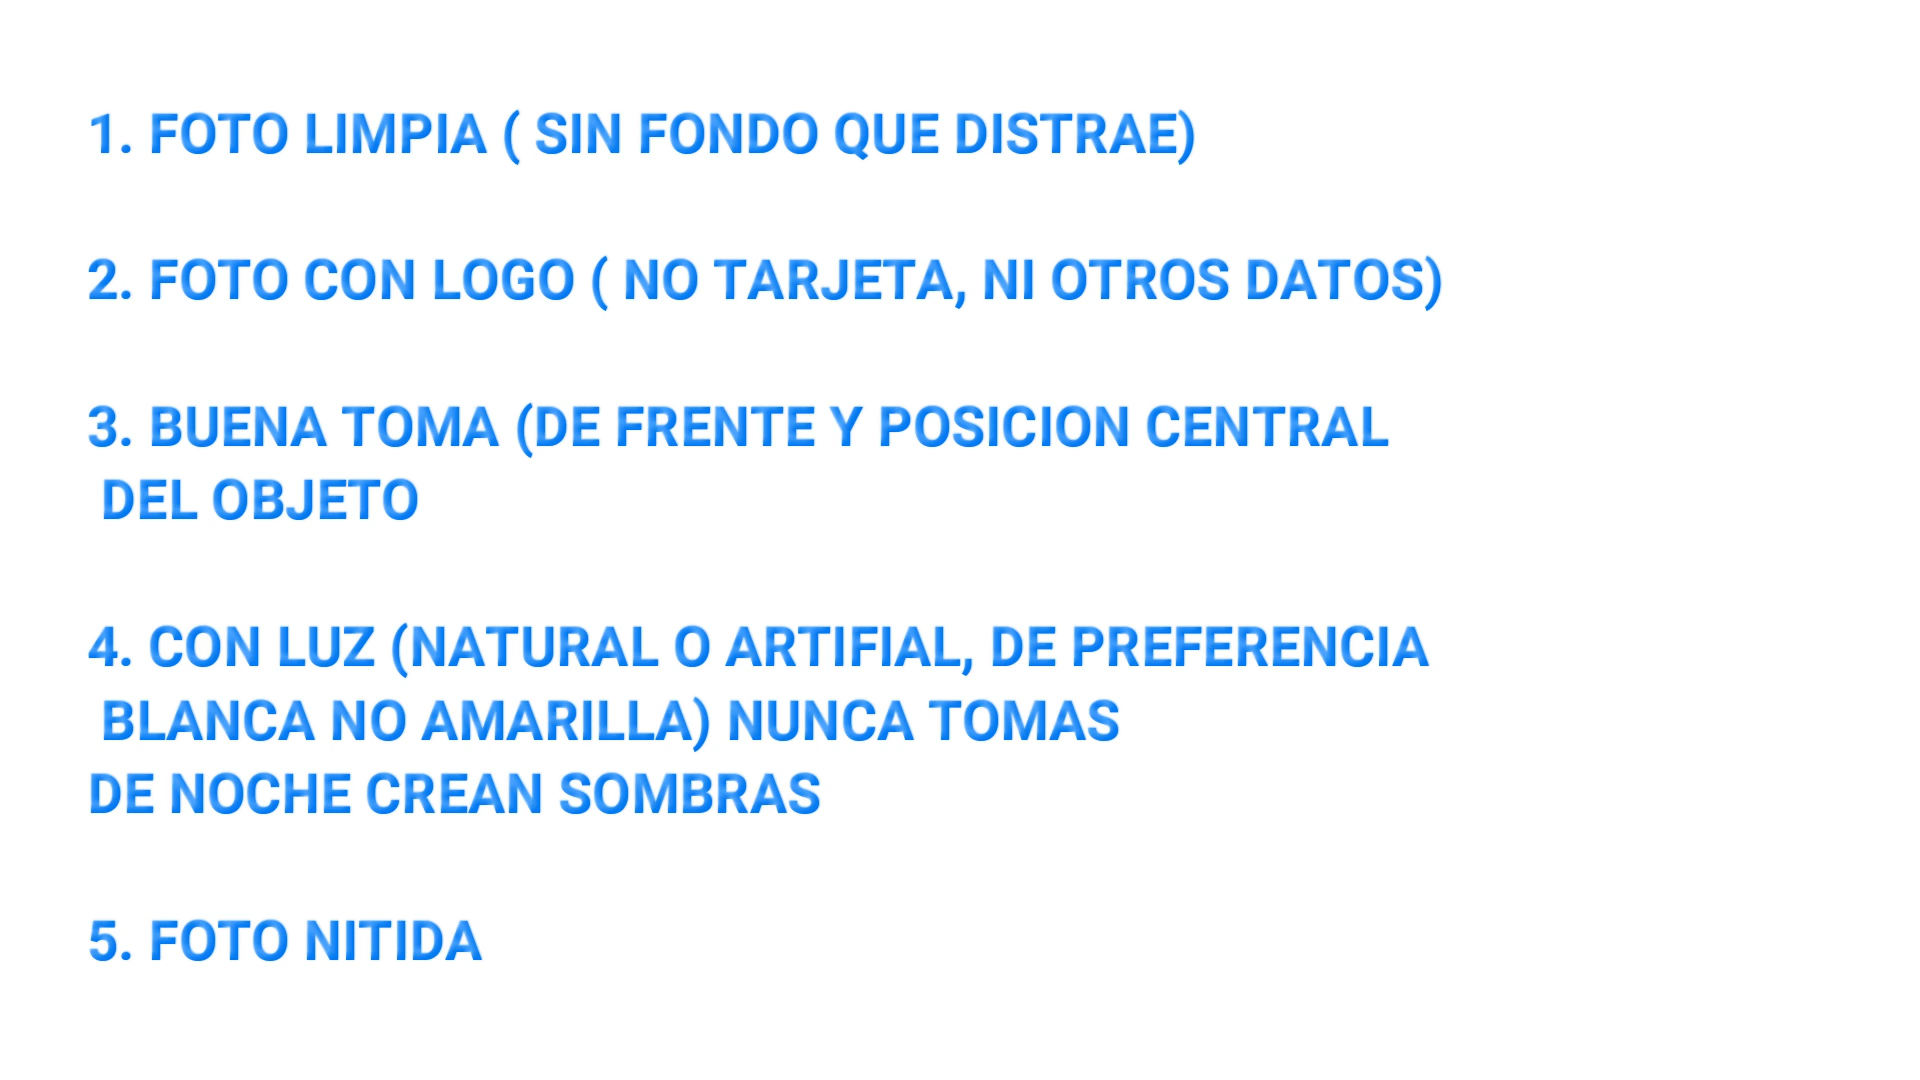 1. FOTO LIMPIA ( SIN FONDO QUE DISTRAE)
2. FOTO CON LOGO ( NO TARJETA, NI OTROS DATOS)
3. BUENA TOMA (DE FRENTE Y POSICION CENTRAL
DEL OBJETO
4. CON LUZ (NATURAL O ARTIFIAL, DE PREFERENCIA
BLANCA NO AMARILLA) NUNCA TOMAS
DE NOCHE CREAN SOMBRAS
5. FOTO NITIDA